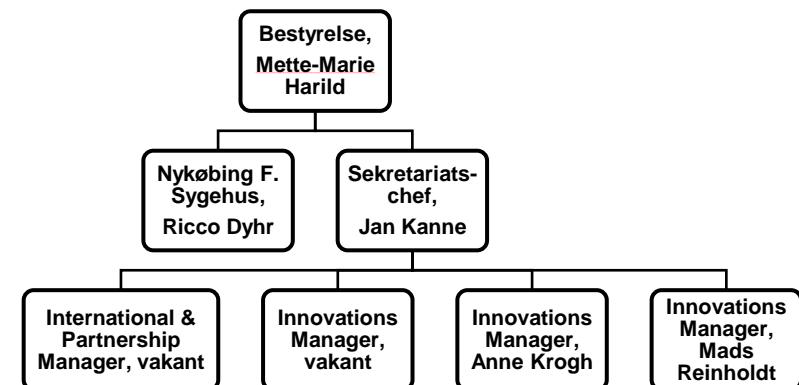 Bestyrelse,
Mette-Marie
Harild
Nykøbing F.
Sygehus,
Ricco Dyhr
Sekretariats-
chef,
Jan Kanne
International &
Partnership
Manager, vakant
Innovations
Manager,
vakant
Innovations
Manager,
Anne Krogh
Innovations
Manager,
Mads
Reinholdt